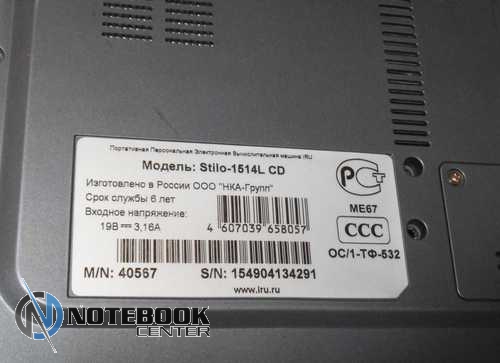 Портативная Персональная Электронная Вычислительная машина IRU
Модель: Stilo-1514L CD
Изготовлено в России ООО "НКА-Групп"
Срок службы 6 лет
Входное напряжение:
19В 3,16А
4 607039 658057
РСт
ME67
CCC
ОС/1-ТФ-532
M/N: 40567
S/N: 154904134291
www.iru.ru
NOTEBOOK
CENTER